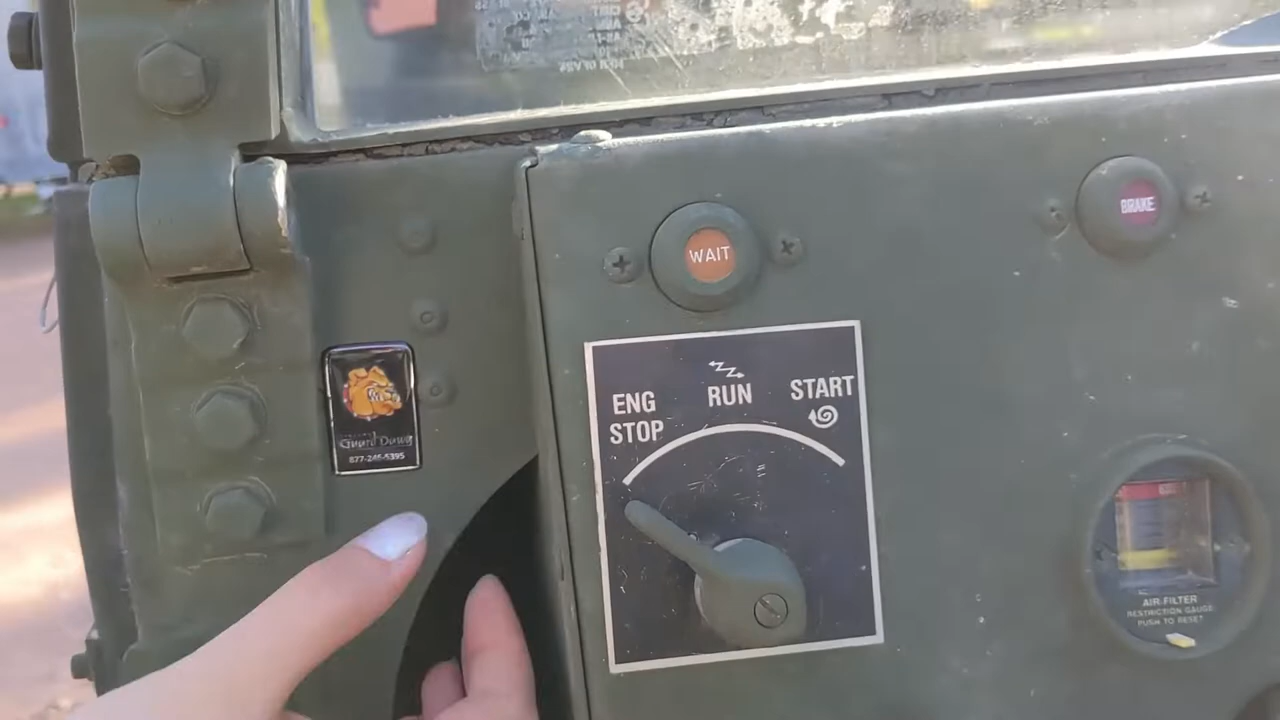 WAIT
BRAKE
ENG
STOP
RUN
START
Guard Dawg
877-246-5395
AIR FILTER
RESTRICTION GAUGE
PUSH TO RESET